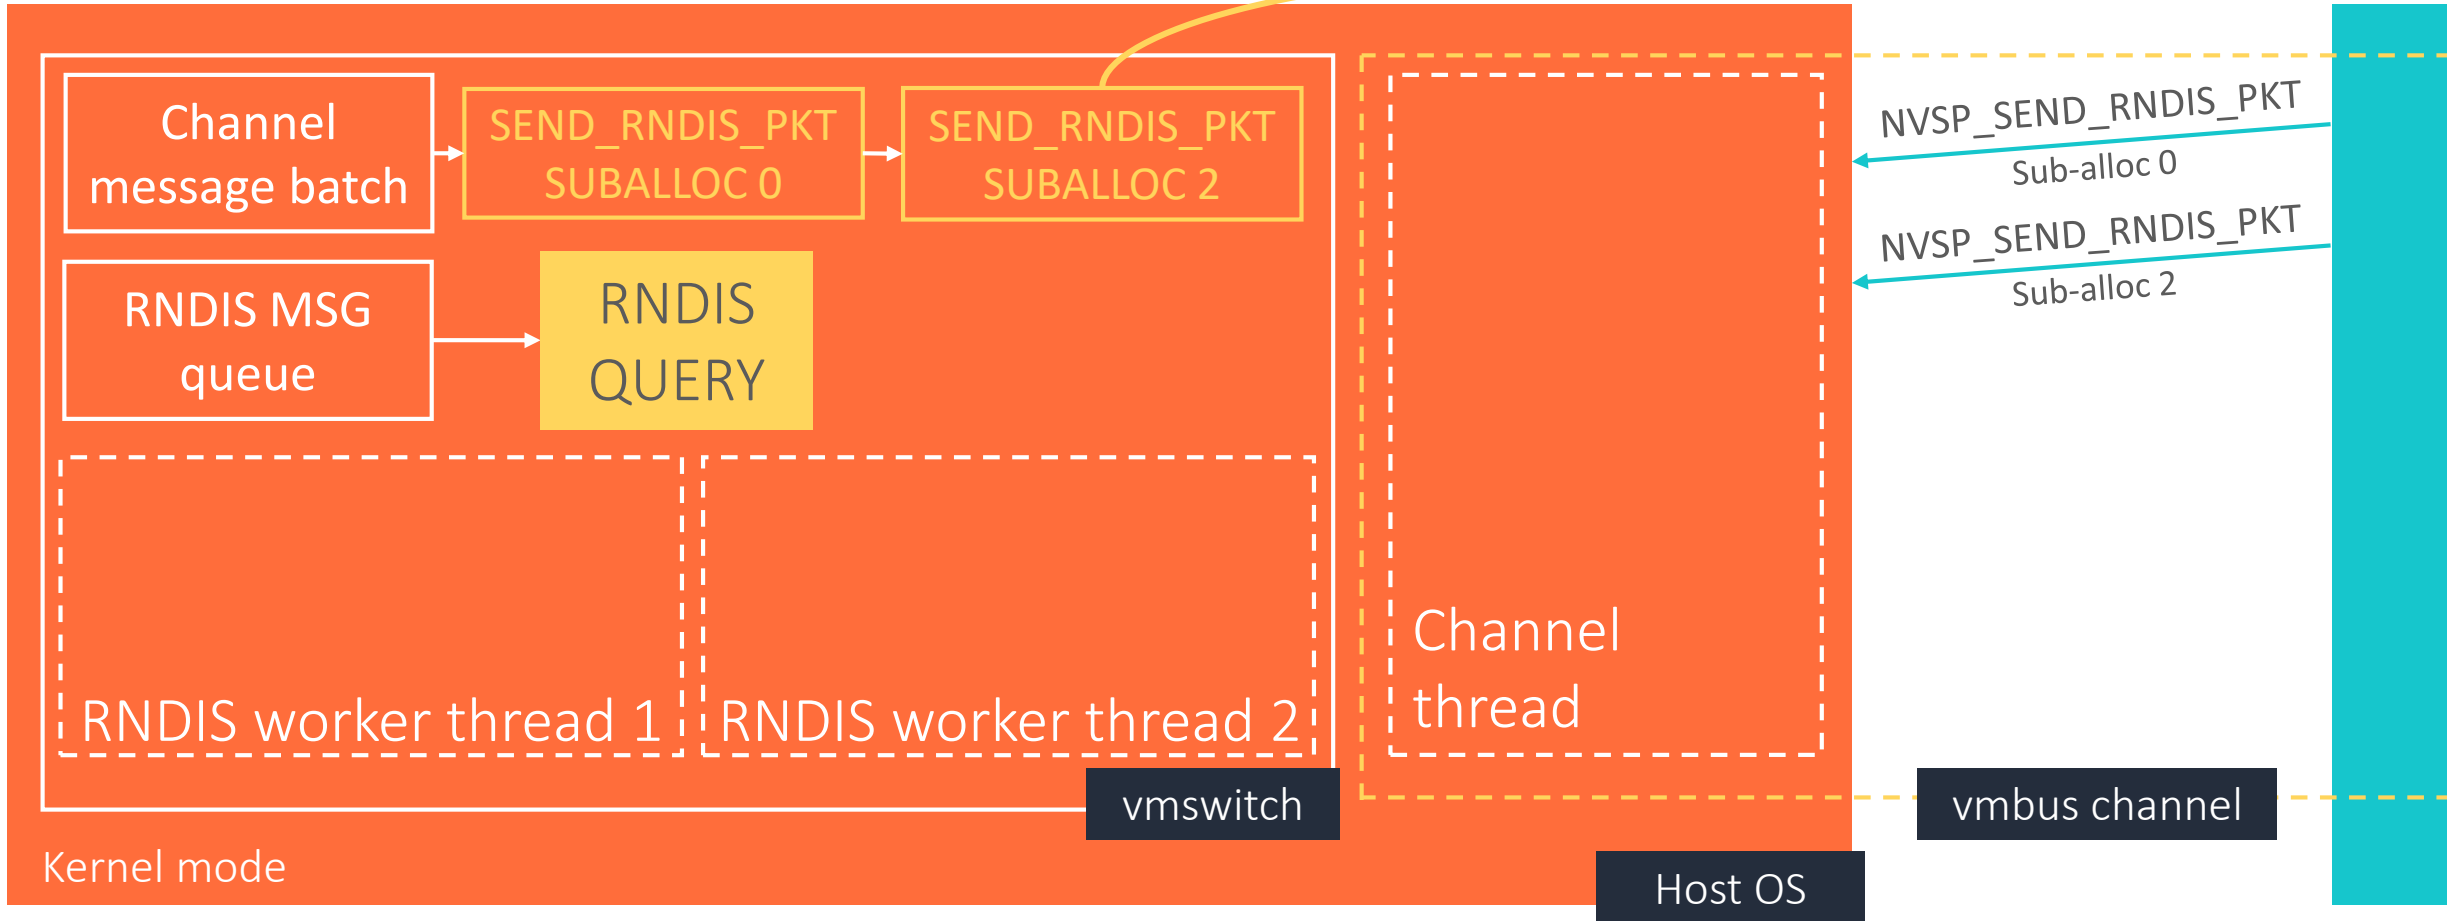 Channel
message batch
SEND_RNDIS_PKT
SUBALLOC 0
SEND_RNDIS_PKT
SUBALLOC 2
RNDIS MSG
queue
RNDIS
QUERY
RNDIS worker thread 1
RNDIS worker thread 2
vmswitch
Kernel mode
Channel
thread
Host OS
NVSP_SEND_RNDIS_PKT
Sub-alloc 0
NVSP_SEND_RNDIS_PKT
Sub-alloc 2
vmbus channel